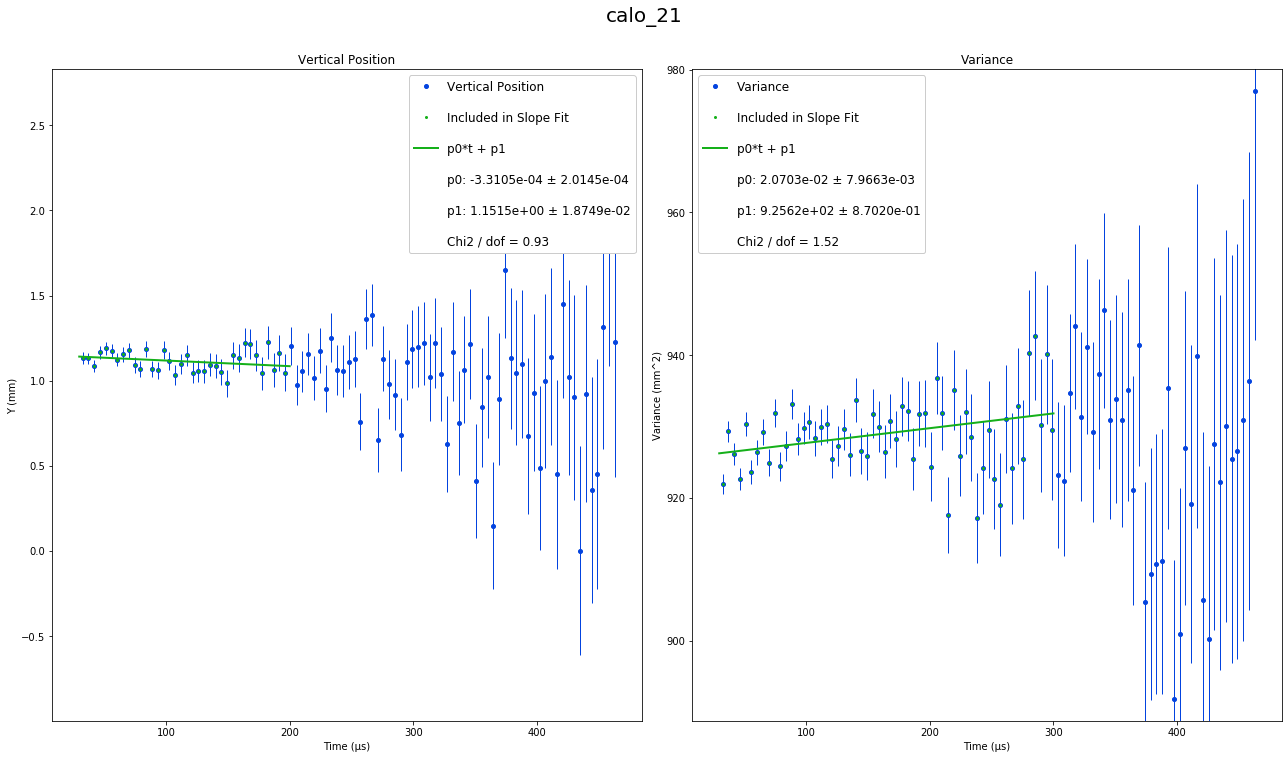 calo_21
Vertical Position
Vertical Position
Included in Slope Fit
p0*t + p1
p0: -3.3105e-04 ± 2.0145e-04
p1: 1.1515e+00 ± 1.8749e-02
Chi2 / dof = 0.93
Y (mm)
2.5
2.0
1.5
1.0
0.5
0.0
−0.5
100 200 300 400
Time (μs)
Variance
Variance
Included in Slope Fit
p0*t + p1
p0: 2.0703e-02 ± 7.9663e-03
p1: 9.2562e+02 ± 8.7020e-01
Chi2 / dof = 1.52
Variance (mm^2)
980
960
940
920
900
100 200 300 400
Time (μs)